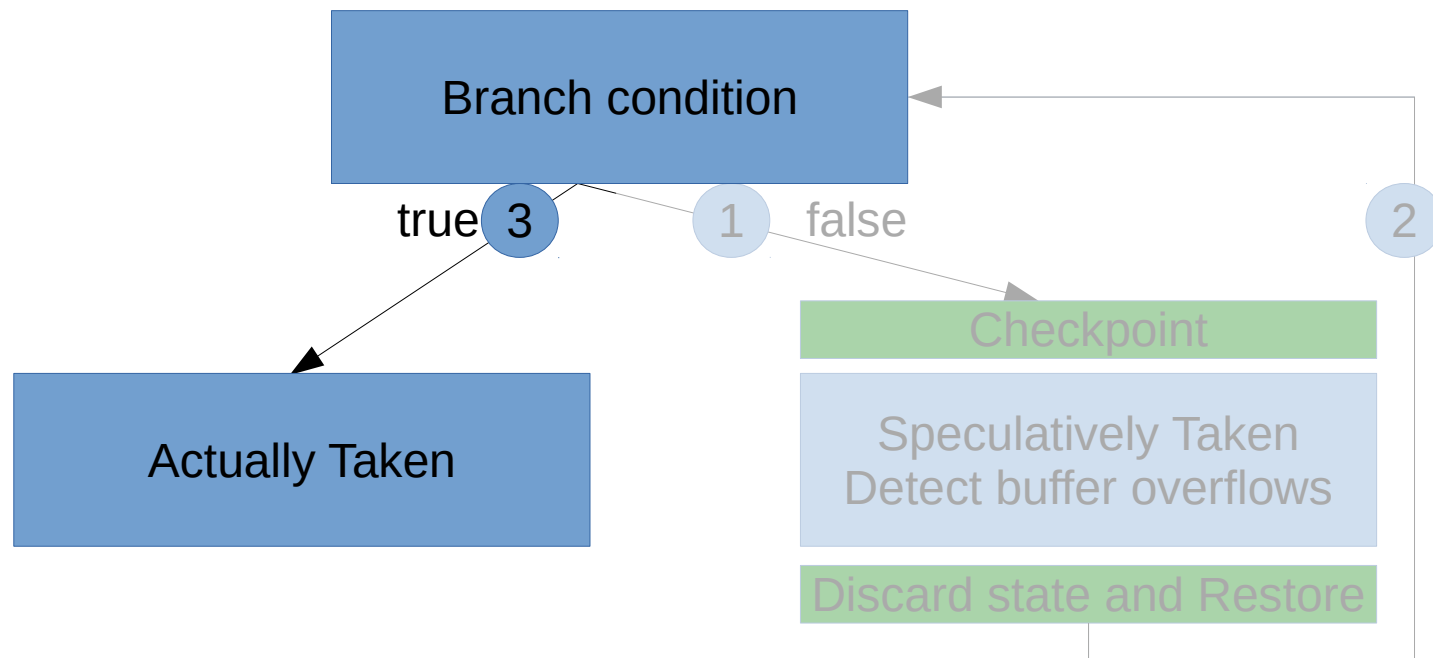 Branch condition
true 3 1 false 2
Checkpoint
Actually Taken
Speculatively Taken
Detect buffer overflows
Discard state and Restore